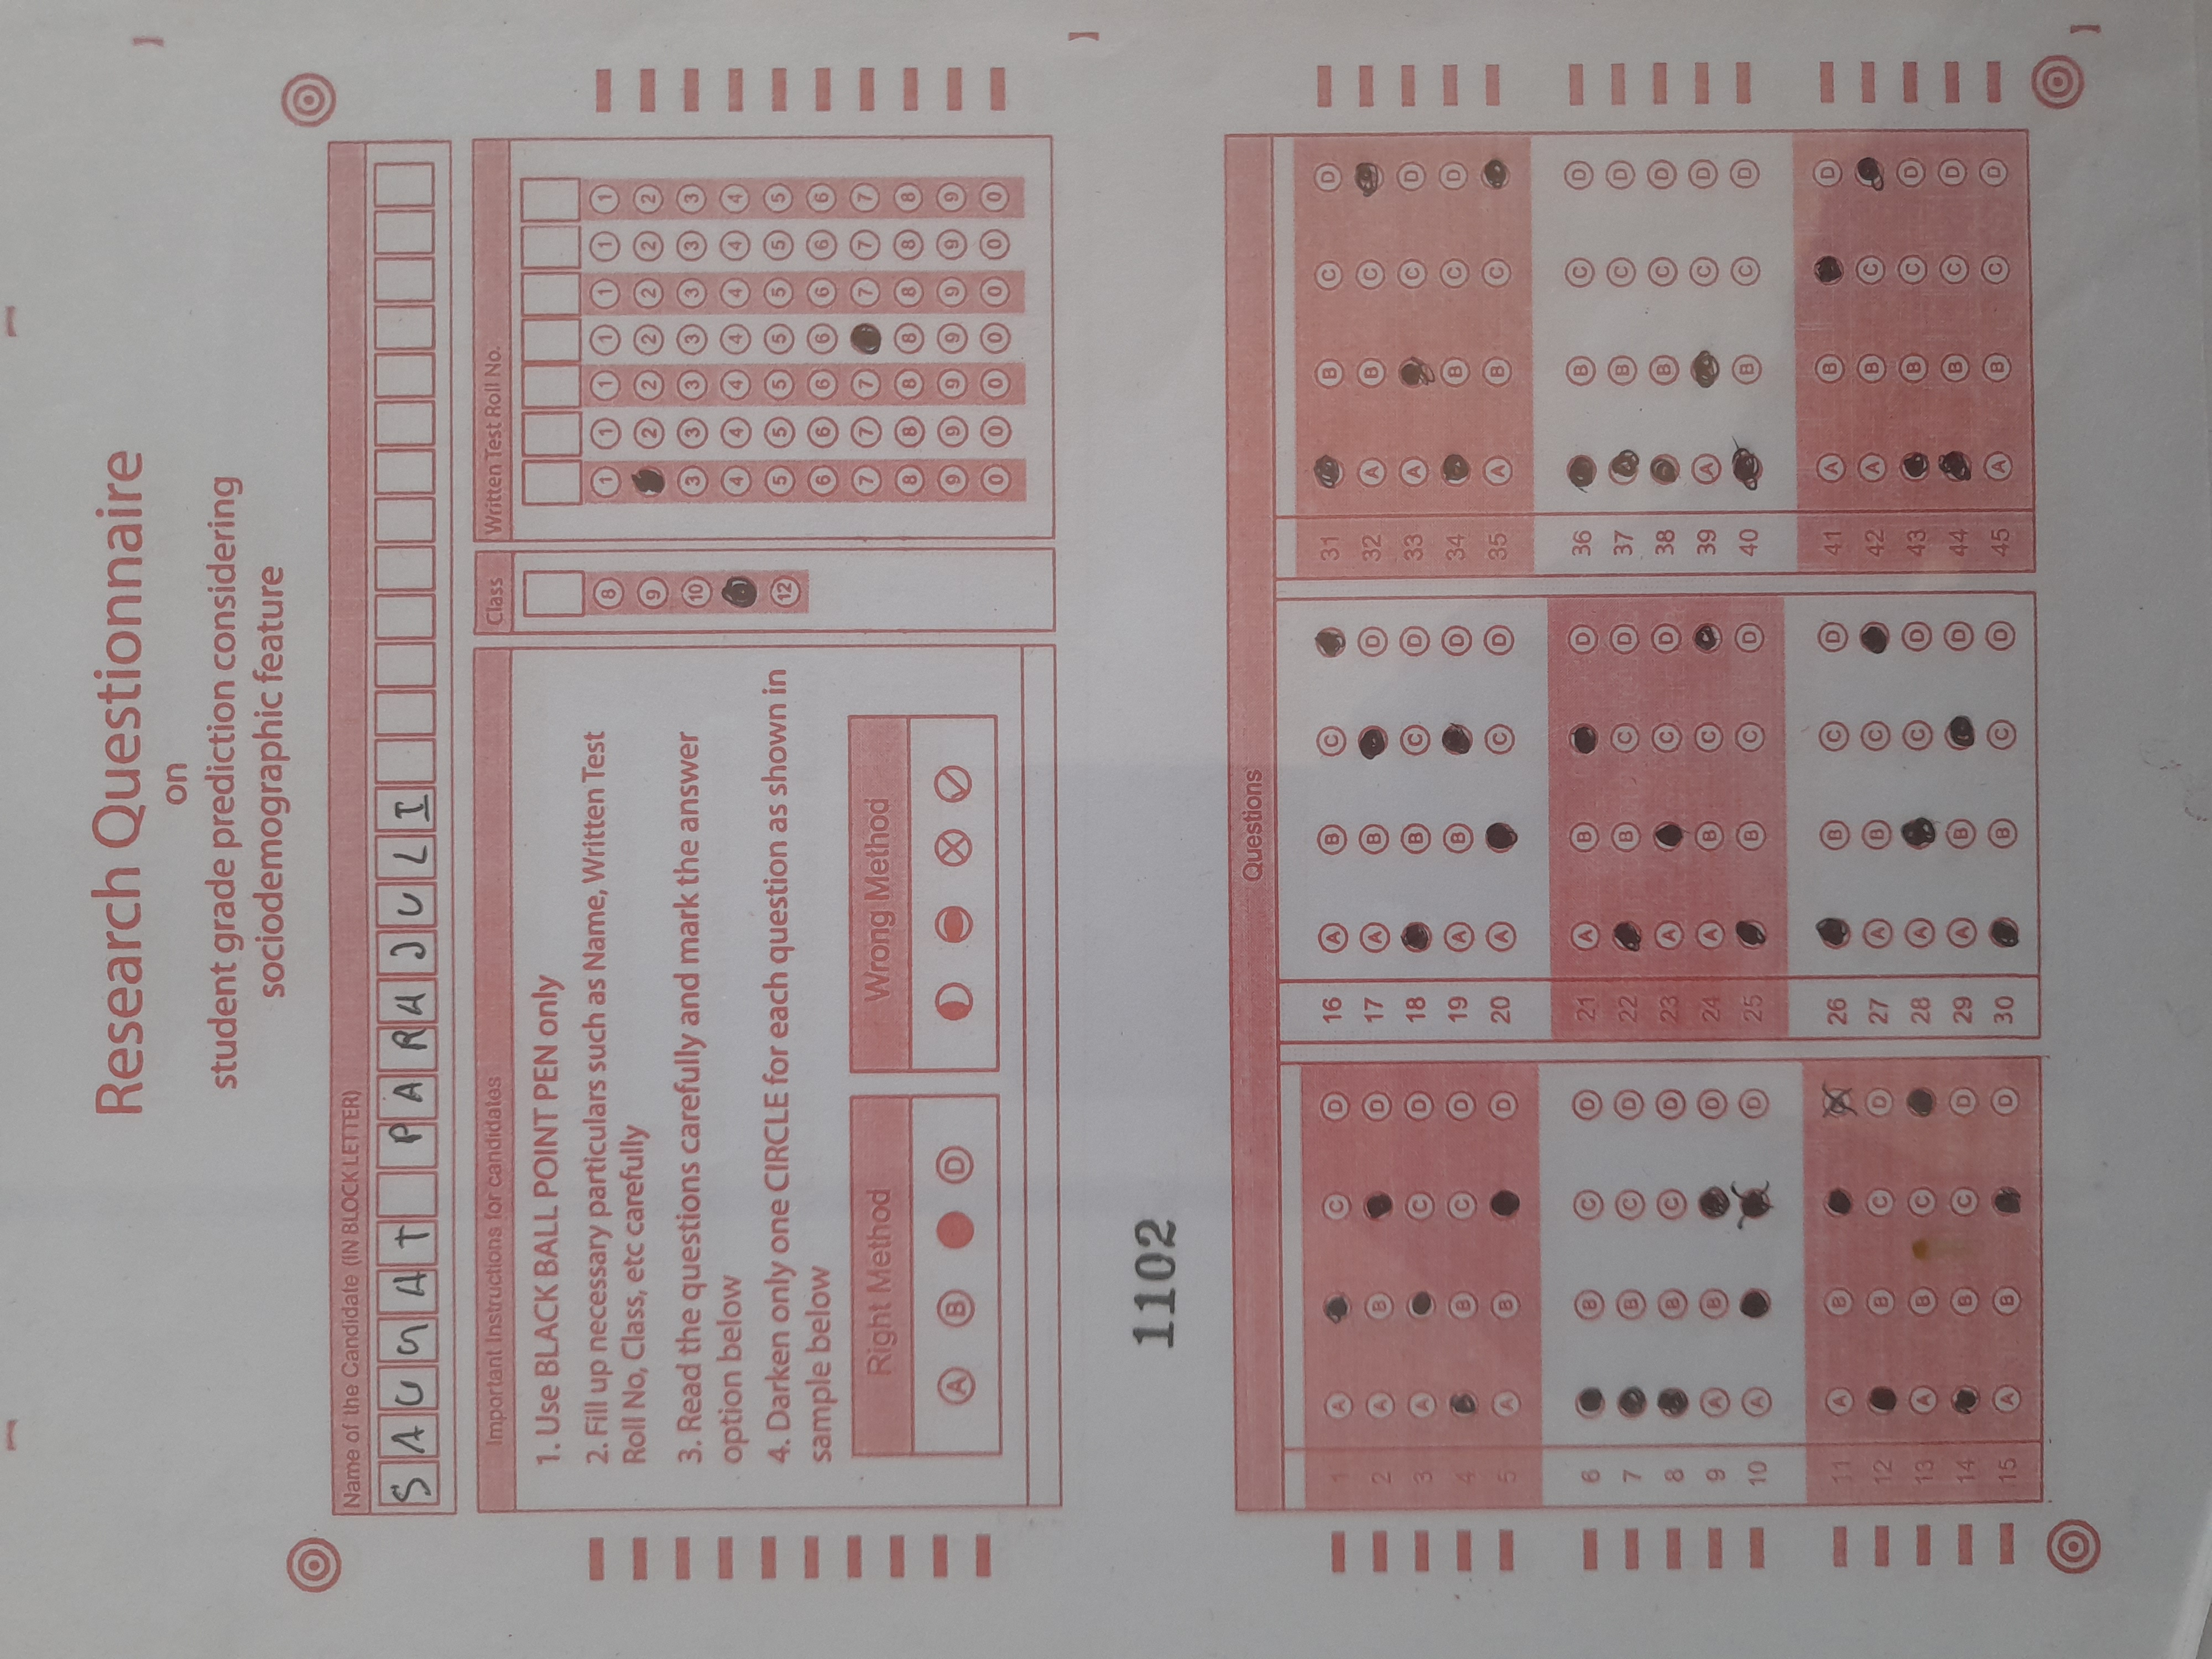 Research Questionnaire
on
student grade prediction considering
sociodemographic feature
Name of the Candidate (IN BLOCK LETTER)
SAUGAT PARAJULI
Important Instructions for candidates
1. Use BLACK BALL POINT PEN only
2. Fill up necessary particulars such as Name, Written Test
Roll No, Class, etc carefully
3. Read the questions carefully and mark the answer
option below
4. Darken only one CIRCLE for each question as shown in
sample below
Right Method
A B D
Wrong Method
Class
8
9
10
12
Written Test Roll No.
1 1 1 1 1 1 1
2 2 2 2 2 2
3 3 3 3 3 3 3
4 4 4 4 4 4 4
5 5 5 5 5 5 5
6 6 6 6 6 6 6
7 7 7 7 7 7
8 8 8 8 8 8 8
9 9 9 9 9 9 9
0 0 0 0 0 0 0
1102
Questions
1 A C D
2 A B D
3 A C D
4 B C D
5 A B D
6 B C D
7 B C D
8 B C D
9 A B D
10 A D
11 A B D
12 B C D
13 A B C
14 B C D
15 A B D
16 A B C
17 A B D
18 B C D
19 A B D
20 A C D
21 A B D
22 B C D
23 A C D
24 A B C
25 B C D
26 B C D
27 A B C
28 A C D
29 A B D
30 B C D
31 B C D
32 A B C
33 A C D
34 B C D
35 A B C
36 B C D
37 B C D
38 B C D
39 A C D
40 B C D
41 A B D
42 A B C
43 B C D
44 B C D
45 A B C D